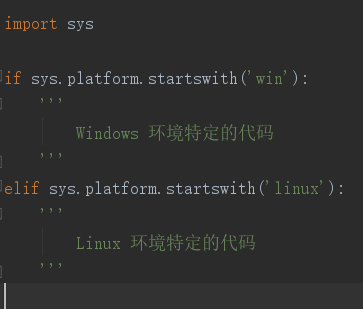 import sys
if sys.platform.startswith('win'):
'''
Windows 环境特定的代码
'''
elif sys.platform.startswith('linux'):
'''
Linux 环境特定的代码
'''